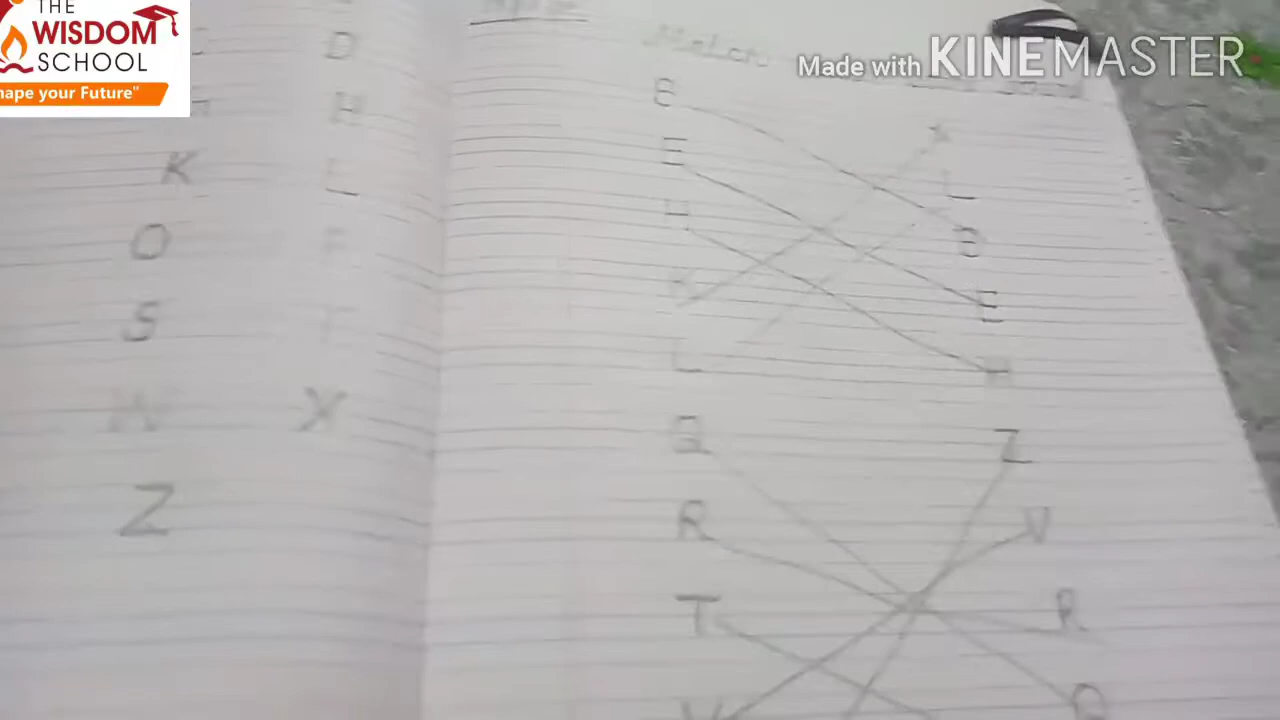 THE
WISDOM
SCHOOL
hape your Future"
Made with KINEMASTER
D
H
K L
O P
S T
W X
Z
B K
E L
H B
K E
L H
Q Z
R V
T R
V Q